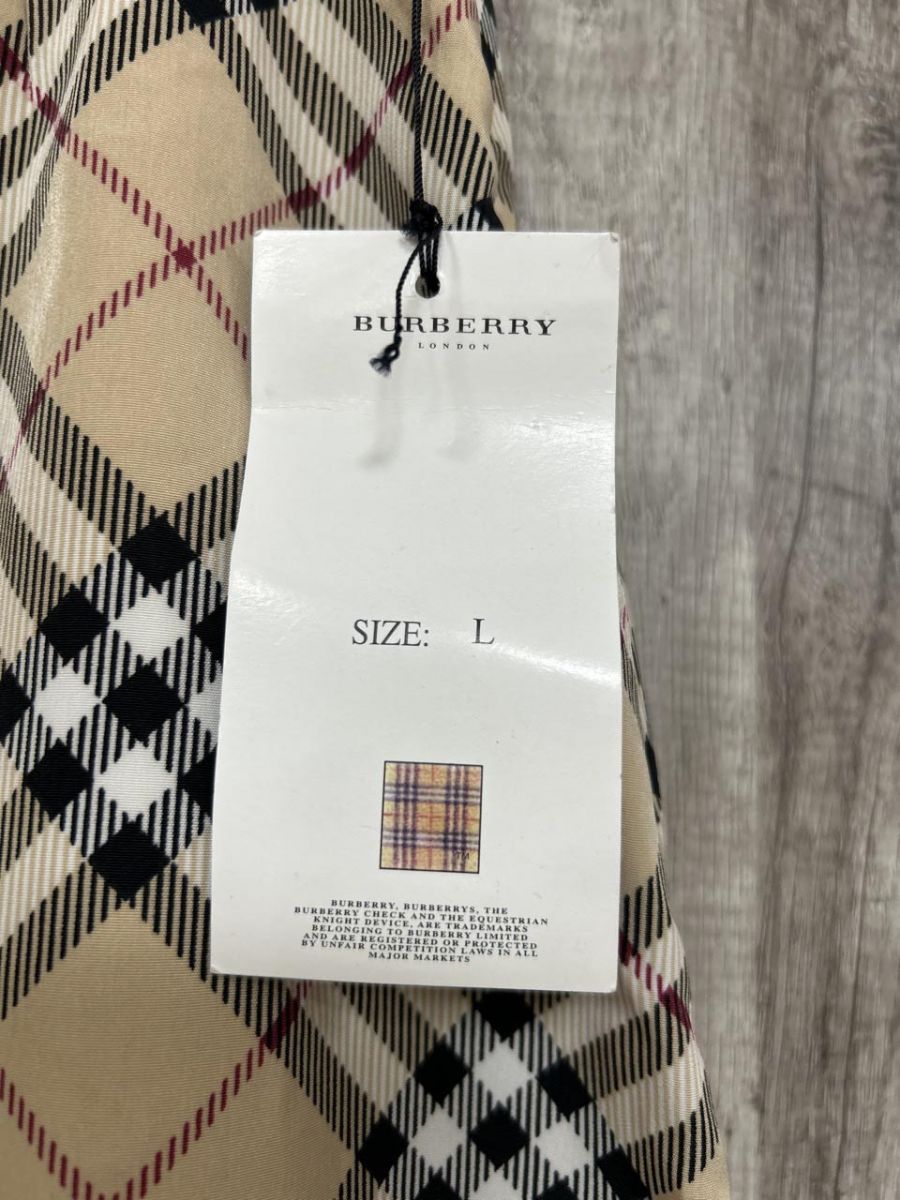 BURBERRY
LONDON
SIZE: L
TM
BURBERRY, BURBERRYS, THE
BURBERRY CHECK AND THE EQUESTRIAN
KNIGHT DEVICE, ARE TRADEMARKS
BELONGING TO BURBERRY LIMITED
AND ARE REGISTERED OR PROTECTED
BY UNFAIR COMPETITION LAWS IN ALL
MAJOR MARKETS